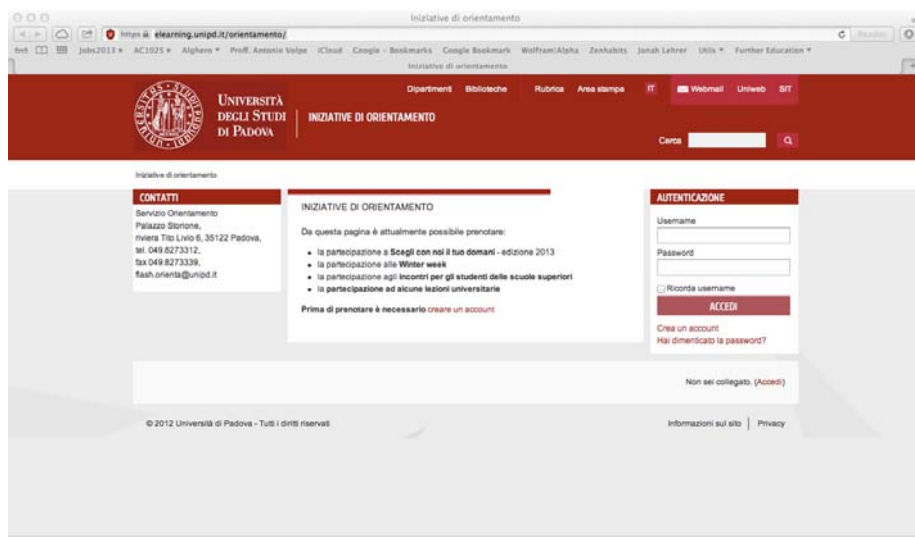 Iniziative di orientamento
https elearning.unipd.it/orientamento/
Reader
Jobs2013 AC1025 Alghero Proff. Antonio Volpe iCloud Google - Bookmarks Google Bookmark Wolfram|Alpha Zenhabits Jonah Lehrer Utils Further Education
Iniziative di orientamento
Dipartimenti Biblioteche Rubrica Area stampa IT Webmail Uniweb SIT
UNIVERSITÀ
DEGLI STUDI
DI PADOVA
INIZIATIVE DI ORIENTAMENTO
Cerca
Iniziative di orientamento
CONTATTI
Servizio Orientamento
Palazzo Storione,
riviera Tito Livio 6, 35122 Padova,
tel. 049.8273312,
fax 049.8273339,
flash.orienta@unipd.it
INIZIATIVE DI ORIENTAMENTO
Da questa pagina è attualmente possibile prenotare:
• la partecipazione a Scegli con noi il tuo domani - edizione 2013
• la partecipazione alle Winter week
• la partecipazione agli incontri per gli studenti delle scuole superiori
• la partecipazione ad alcune lezioni universitarie
Prima di prenotare è necessario creare un account
AUTENTICAZIONE
Username
Password
Ricorda username
ACCEDI
Crea un account
Hai dimenticato la password?
Non sei collegato. (Accedi)
© 2012 Università di Padova - Tutti i diritti riservati
Informazioni sul sito | Privacy